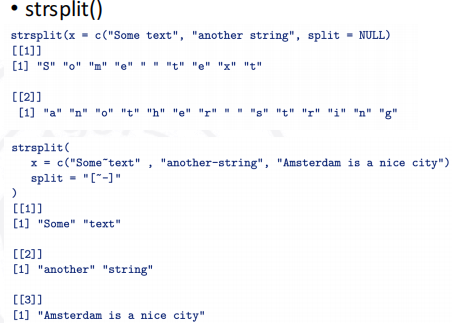 • strsplit()
strsplit(x = c("Some text", "another string", split = NULL)
[[1]]
[1] "S" "o" "m" "e" " " "t" "e" "x" "t"
[[2]]
[1] "a" "n" "o" "t" "h" "e" "r" " " "s" "t" "r" "i" "n" "g"
strsplit(
x = c("Some~text" , "another-string", "Amsterdam is a nice city")
split = "[~-]"
)
[[1]]
[1] "Some" "text"
[[2]]
[1] "another" "string"
[[3]]
[1] "Amsterdam is a nice city"